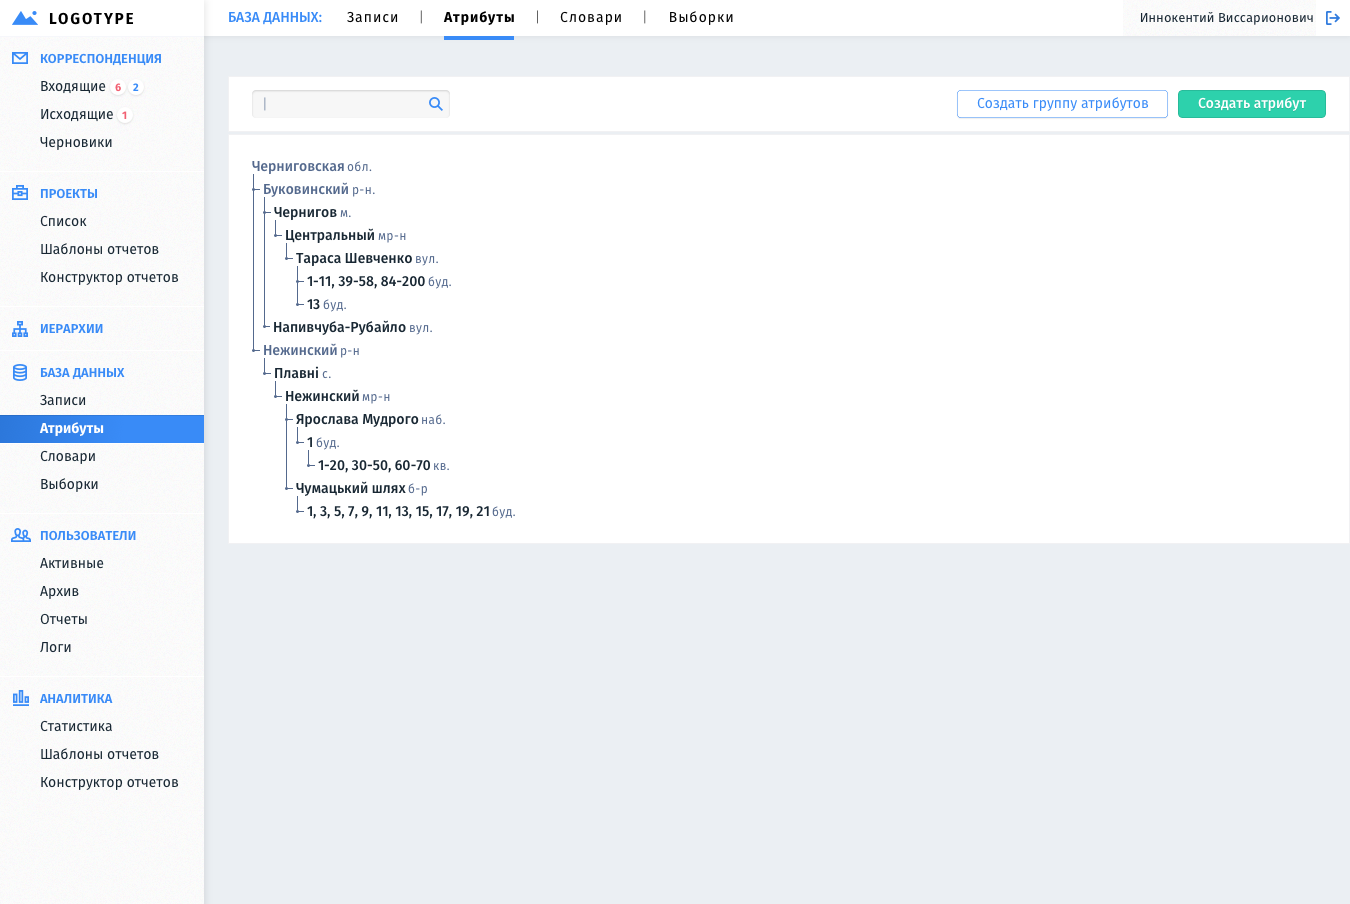 LOGOTYPE
БАЗА ДАННЫХ: Записи | Атрибуты | Словари | Выборки
Иннокентий Виссарионович
КОРРЕСПОНДЕНЦИЯ
Входящие 6 2
Исходящие 1
Черновики
ПРОЕКТЫ
Список
Шаблоны отчетов
Конструктор отчетов
ИЕРАРХИИ
БАЗА ДАННЫХ
Записи
Атрибуты
Словари
Выборки
ПОЛЬЗОВАТЕЛИ
Активные
Архив
Отчеты
Логи
АНАЛИТИКА
Статистика
Шаблоны отчетов
Конструктор отчетов
Создать группу атрибутов
Создать атрибут
Черниговская обл.
Буковинский р-н.
Чернигов м.
Центральный мр-н
Тараса Шевченко вул.
1-11, 39-58, 84-200 буд.
13 буд.
Напивчуба-Рубайло вул.
Нежинский р-н
Плавні с.
Нежинский мр-н
Ярослава Мудрого наб.
1 буд.
1-20, 30-50, 60-70 кв.
Чумацький шлях б-р
1, 3, 5, 7, 9, 11, 13, 15, 17, 19, 21 буд.